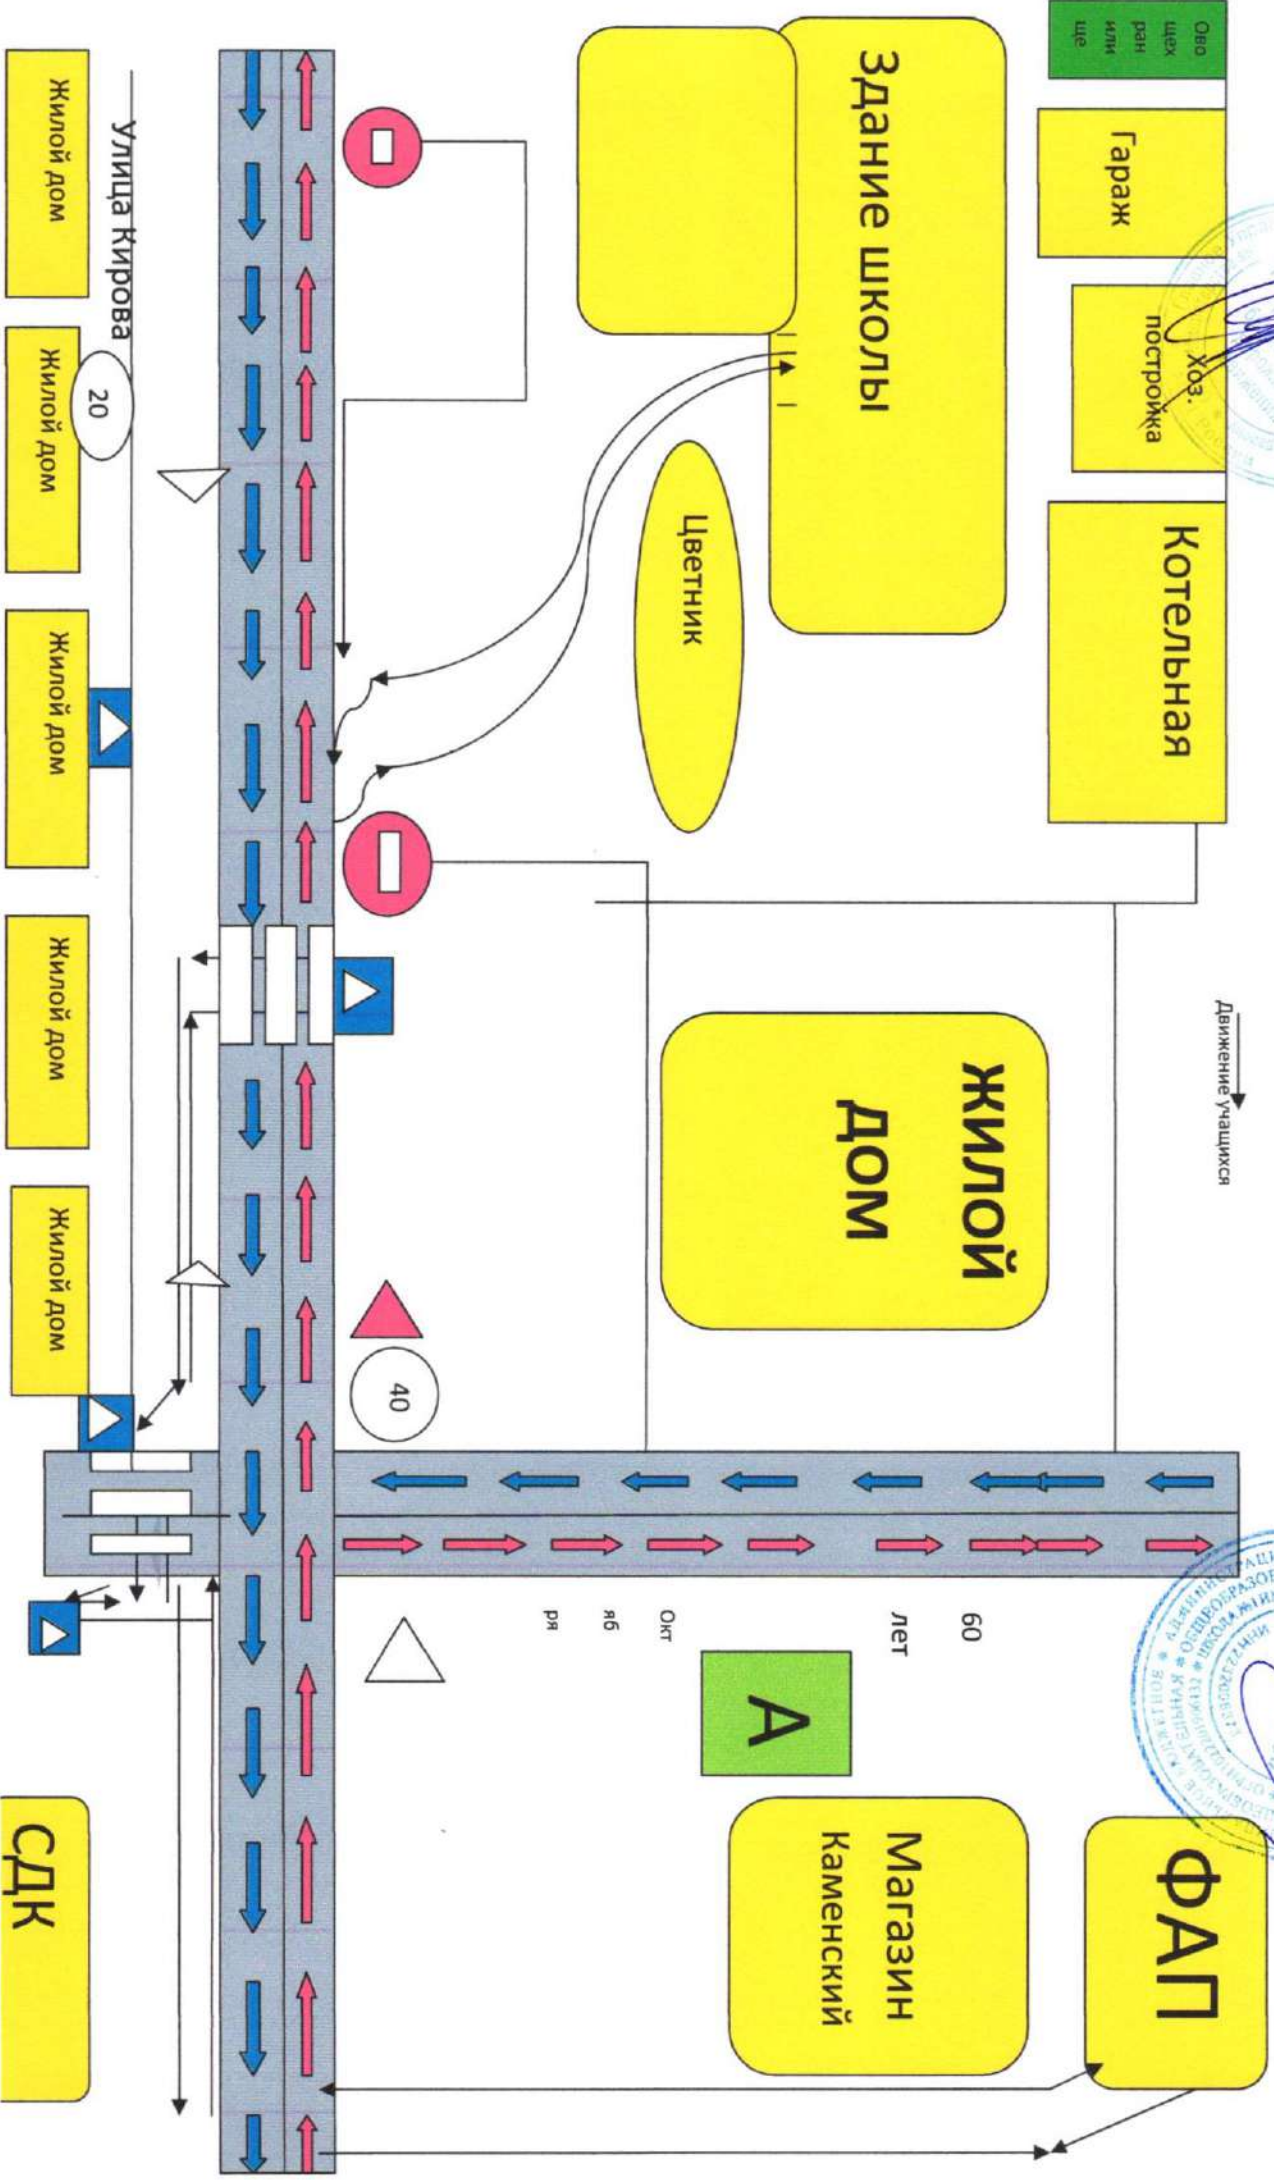 Ово
щех
ран
или
ще
Гараж
Хоз.
постройка
Котельная
Здание школы
Цветник
Движение учащихся
ЖИЛОЙ
ДОМ
40
60
лет
Окт
яб
ря
А
Магазин
Каменский
ФАП
Улица Кирова
20
Жилой дом
Жилой дом
Жилой дом
Жилой дом
Жилой дом
СДК